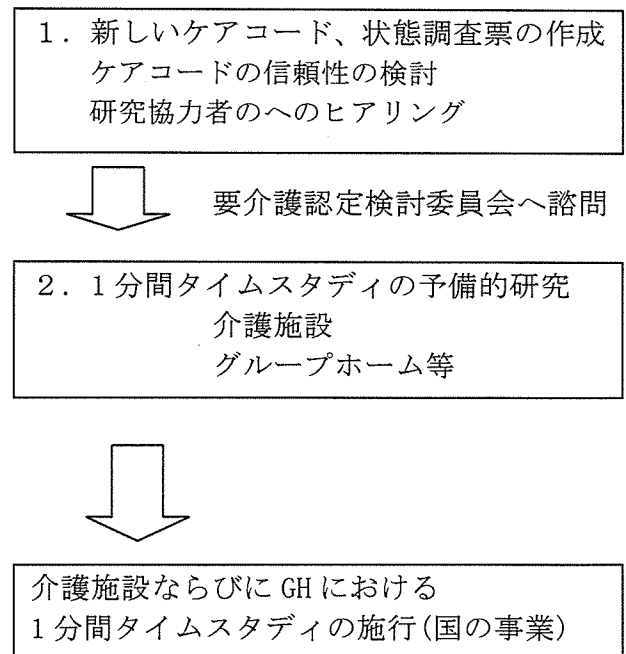 1．新しいケアコード、状態調査票の作成
ケアコードの信頼性の検討
研究協力者のへのヒアリング
要介護認定検討委員会へ諮問
2．1分間タイムスタディの予備的研究
介護施設
グループホーム等
介護施設ならびに GH における
1分間タイムスタディの施行(国の事業)